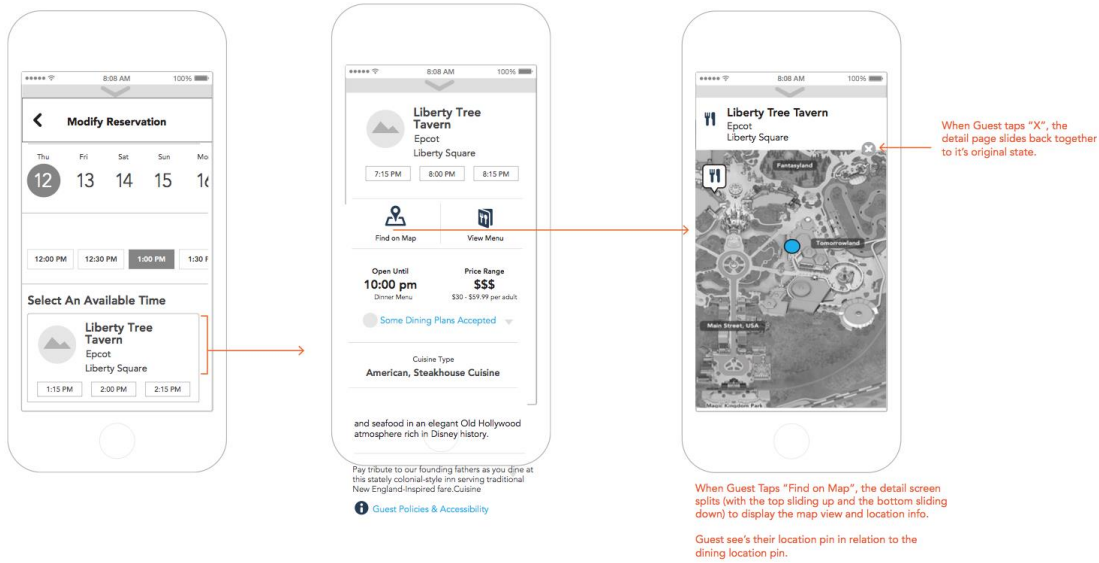 8:08 AM 100%
Modify Reservation
Thu Fri Sat Sun Mo
12 13 14 15 16
12:00 PM 12:30 PM 1:00 PM 1:30 P
Select An Available Time
Liberty Tree
Tavern
Epcot
Liberty Square
1:15 PM 2:00 PM 2:15 PM
8:08 AM 100%
Liberty Tree
Tavern
Epcot
Liberty Square
7:15 PM 8:00 PM 8:15 PM
Find on Map View Menu
Open Until Price Range
10:00 pm $$$
Dinner Menu $30 - $59.99 per adult
Some Dining Plans Accepted
Cuisine Type
American, Steakhouse Cuisine
and seafood in an elegant Old Hollywood
atmosphere rich in Disney history.
Pay tribute to our founding fathers as you dine at
this stately colonial-style inn serving traditional
New England-Inspired fare.Cuisine
Guest Policies & Accessibility
8:08 AM 100%
Liberty Tree Tavern
Epcot
Liberty Square
Fantasyland
Tomorrowland
Main Street, USA
Magic Kingdom Park
When Guest taps "X", the
detail page slides back together
to it's original state.
When Guest Taps "Find on Map", the detail screen
splits (with the top sliding up and the bottom sliding
down) to display the map view and location info.
Guest see's their location pin in relation to the
dining location pin.